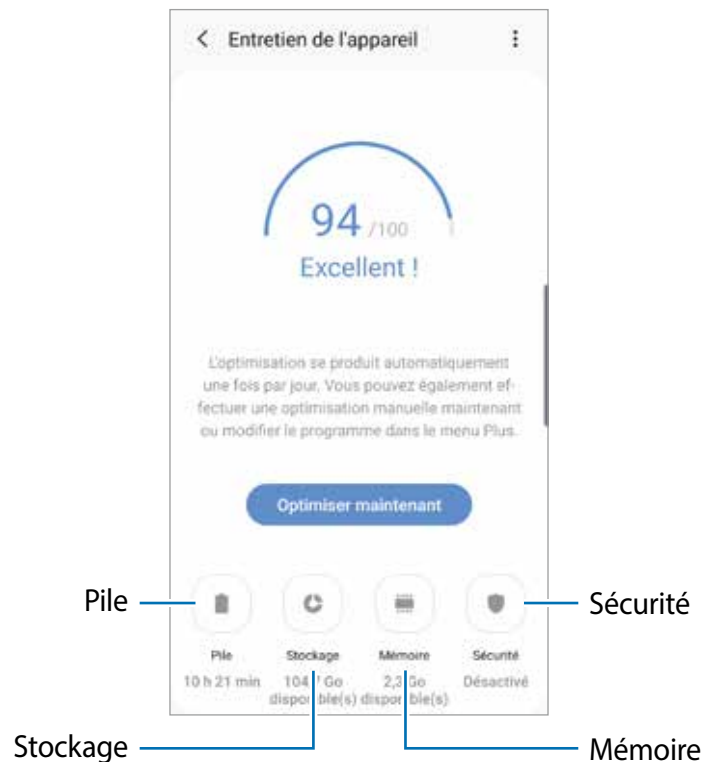 Entretien de l'appareil
94 /100
Excellent !
L'optimisation se produit automatiquement
une fois par jour. Vous pouvez également ef-
fectuer une optimisation manuelle maintenant
ou modifier le programme dans le menu Plus.
Optimiser maintenant
Pile
Sécurité
Pile Stockage Mémoire Sécurité
10 h 21 min Go Go Désactivé
disponible(s) disponible(s)
Stockage
Mémoire